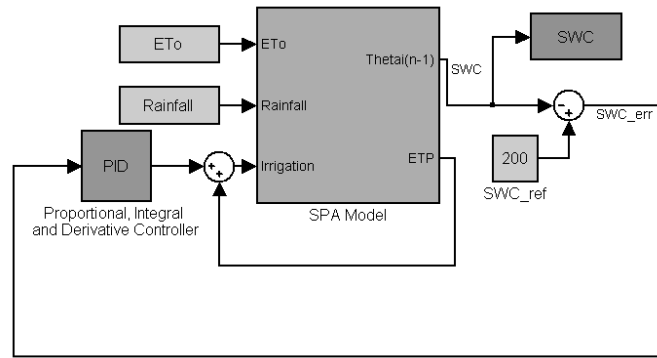 ETo
ETo
Thetai(n-1)
SWC
SWC
Rainfall
Rainfall
SWC_err
PID
Irrigation
ETP
200
SWC_ref
Proportional, Integral
and Derivative Controller
SPA Model